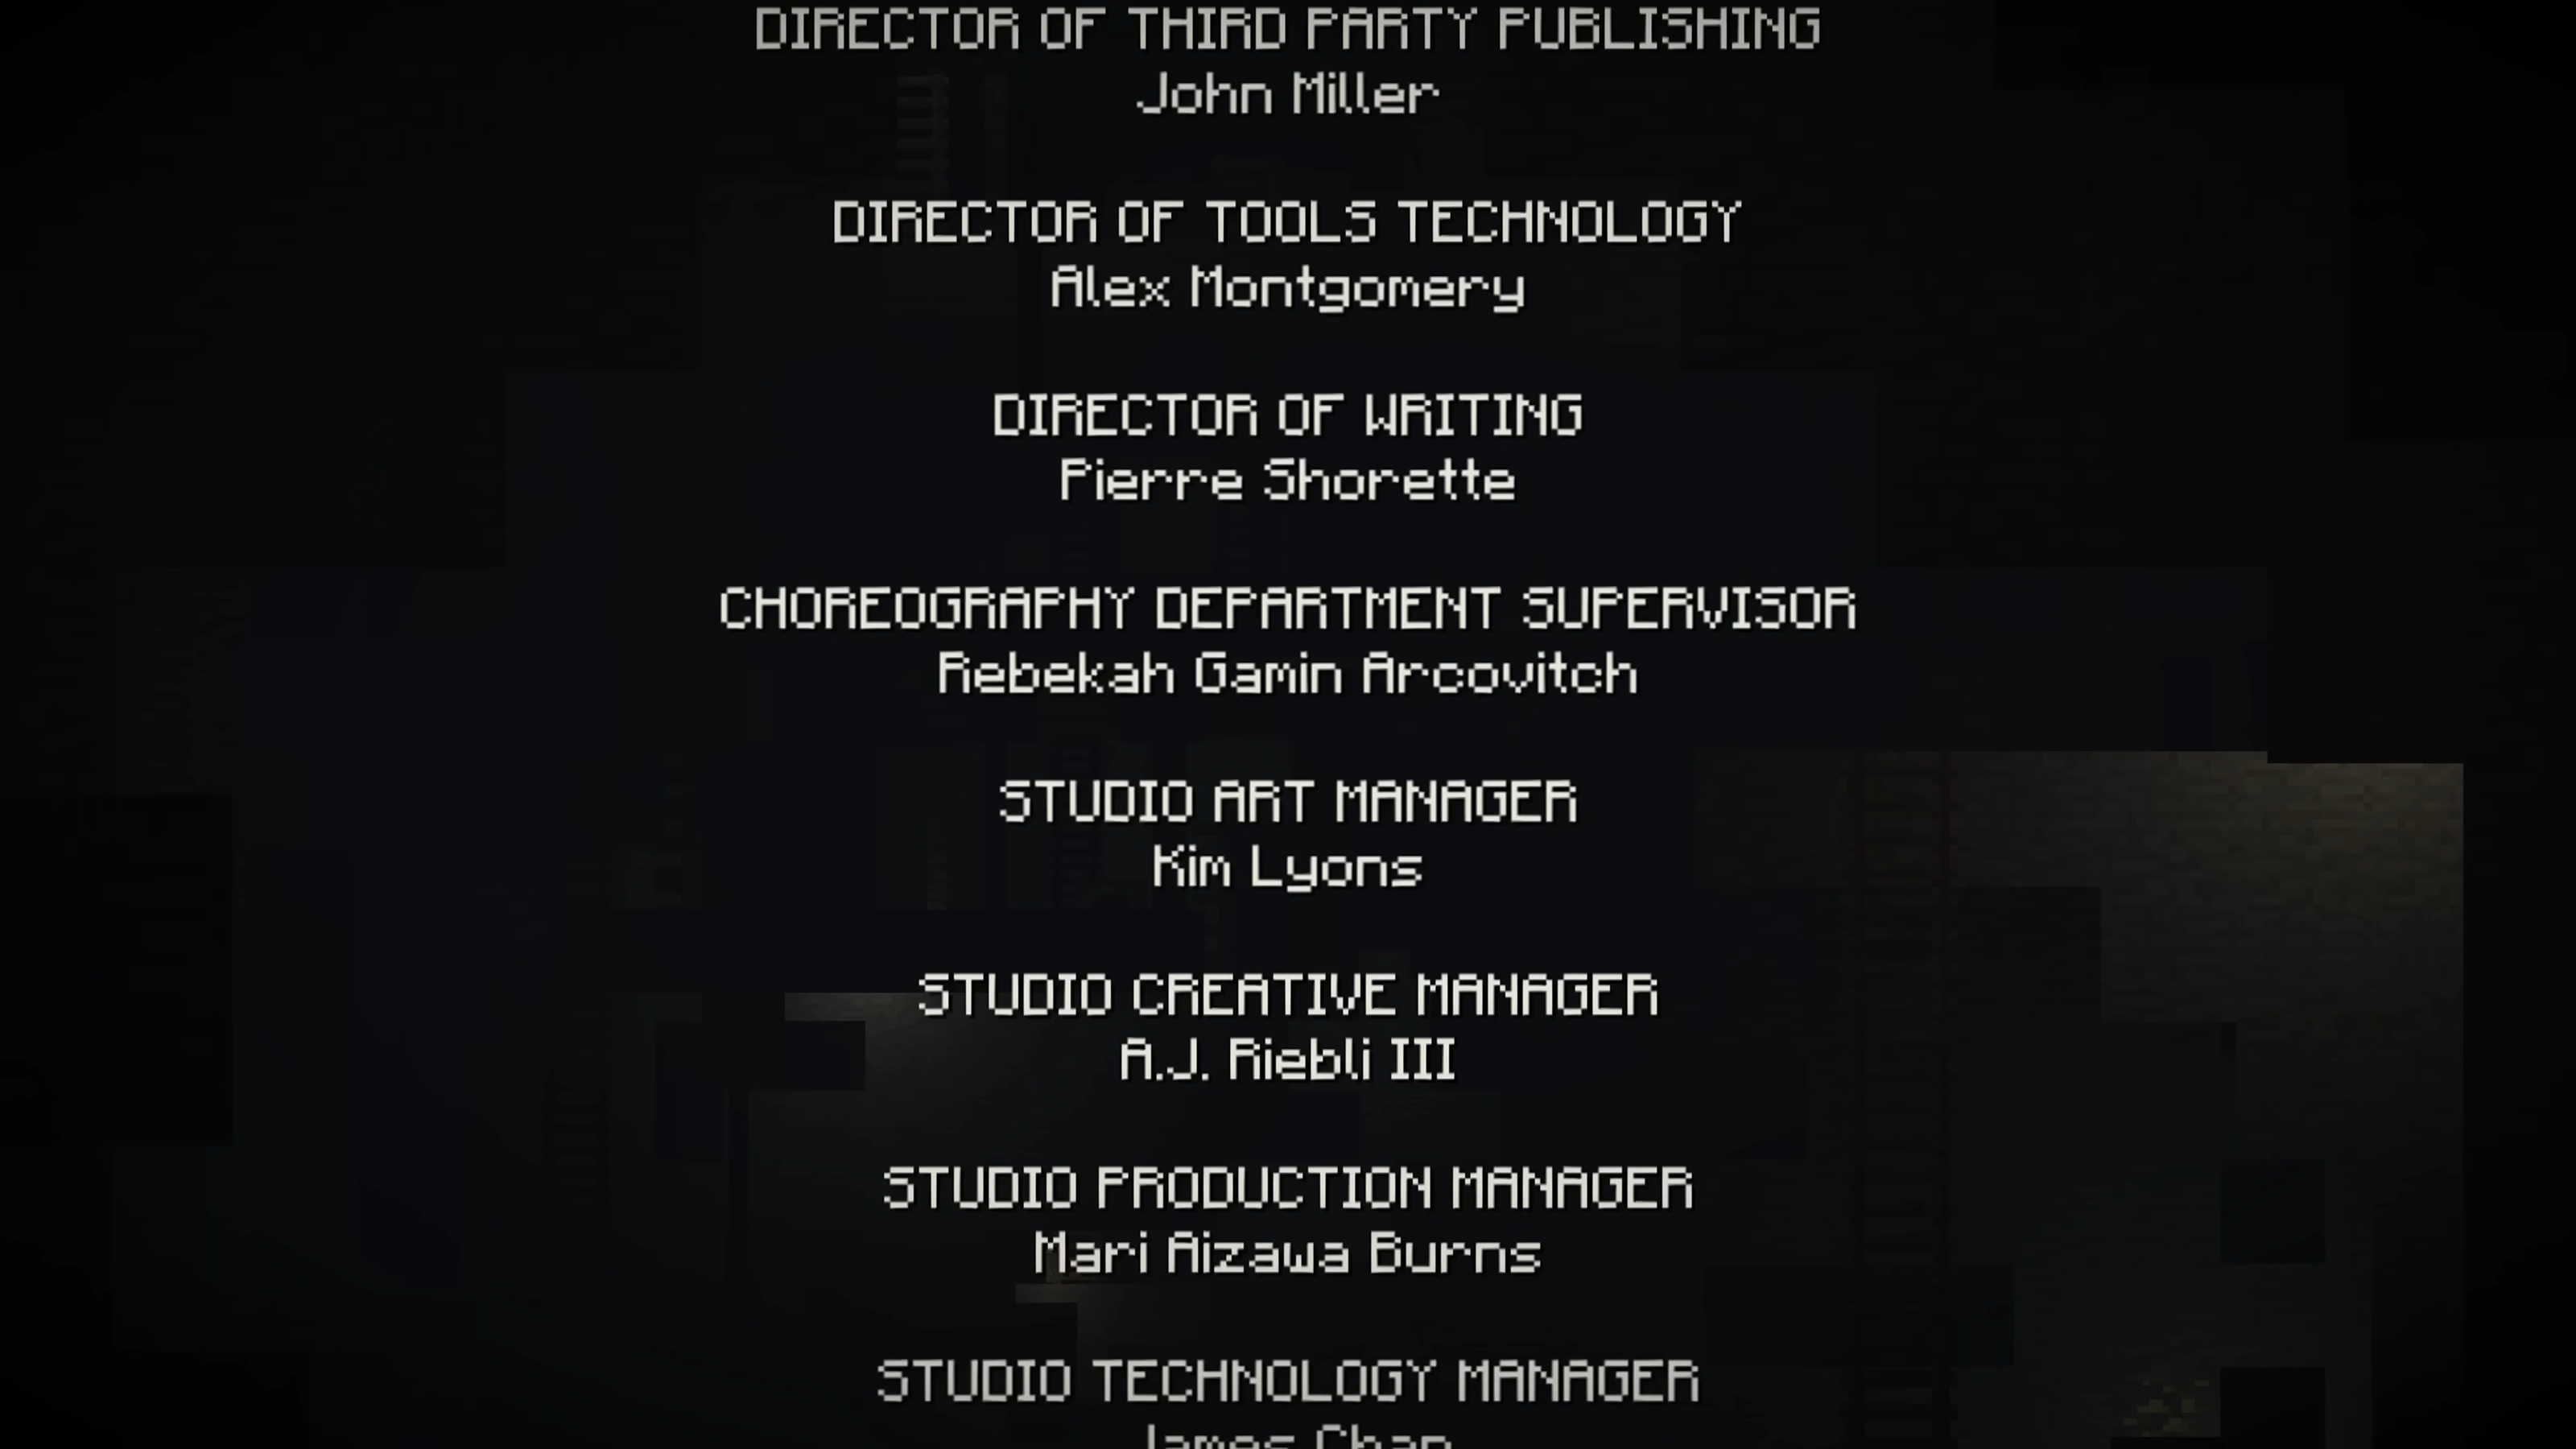 DIRECTOR OF THIRD PARTY PUBLISHING
John Miller
DIRECTOR OF TOOLS TECHNOLOGY
Alex Montgomery
DIRECTOR OF WRITING
Pierre Shorette
CHOREOGRAPHY DEPARTMENT SUPERVISOR
Rebekah Gamin Arcovitch
STUDIO ART MANAGER
Kim Lyons
STUDIO CREATIVE MANAGER
A.J. Riebli III
STUDIO PRODUCTION MANAGER
Mari Aizawa Burns
STUDIO TECHNOLOGY MANAGER
James